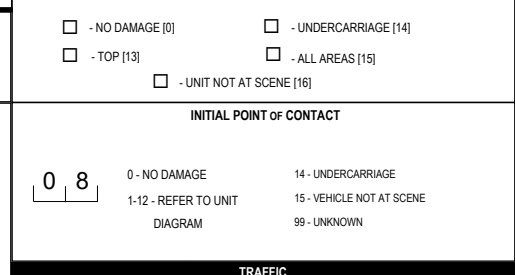 ☐ - NO DAMAGE [0] ☐ - UNDERCARRIAGE [14]
☐ - TOP [13] ☐ - ALL AREAS [15]
☐ - UNIT NOT AT SCENE [16]
INITIAL POINT OF CONTACT
0 8
0 - NO DAMAGE 14 - UNDERCARRIAGE
1-12 - REFER TO UNIT 15 - VEHICLE NOT AT SCENE
DIAGRAM 99 - UNKNOWN
TRAFFIC